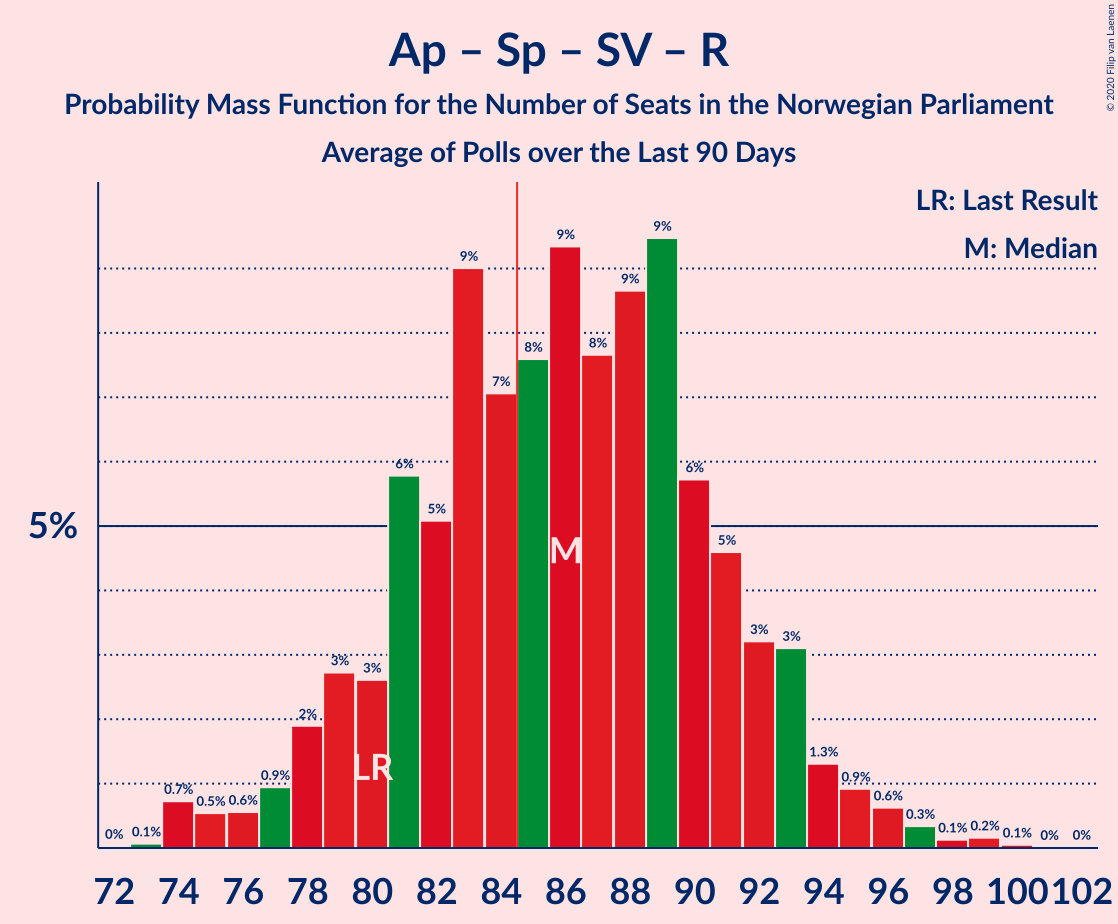 Ap – Sp – SV – R
Probability Mass Function for the Number of Seats in the Norwegian Parliament
Average of Polls over the Last 90 Days
© 2020 Filip van Laenen
LR: Last Result
M: Median
5%
0% 0.1% 0.7% 0.5% 0.6% 0.9% 2% 3% 3% 6% 5% 9% 7% 8% 9% 8% 9% 9% 6% 5% 3% 3% 1.3% 0.9% 0.6% 0.3% 0.1% 0.2% 0.1% 0% 0%
M
LR
72 74 76 78 80 82 84 86 88 90 92 94 96 98 100 102